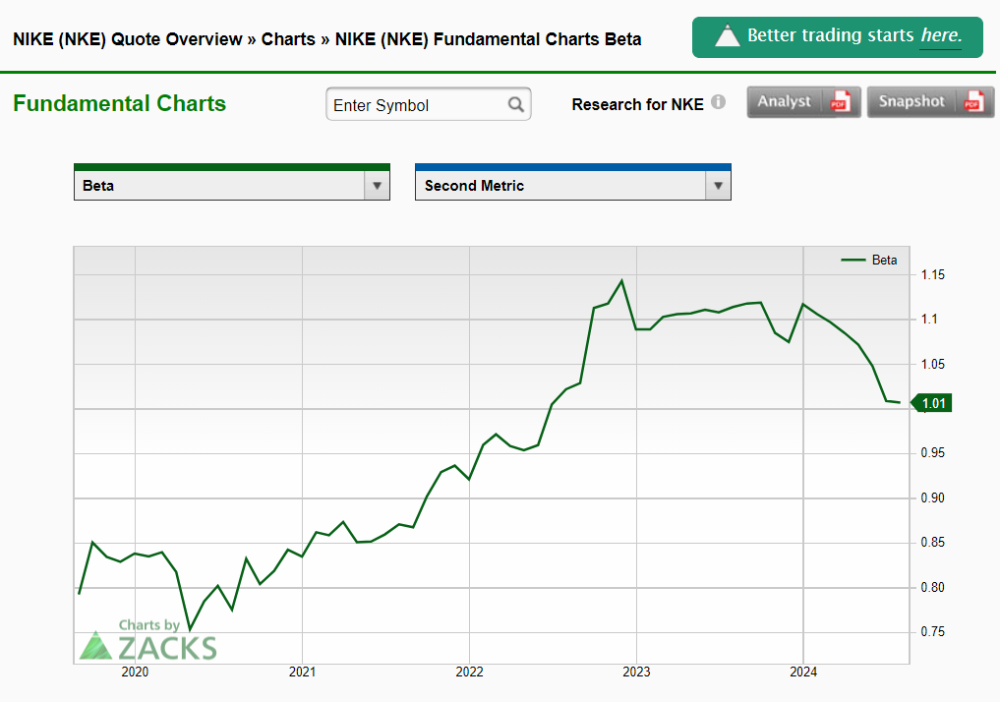 NIKE (NKE) Quote Overview » Charts » NIKE (NKE) Fundamental Charts Beta
Better trading starts here.
Fundamental Charts
Enter Symbol
Research for NKE i
Analyst PDF
Snapshot PDF
Beta
Second Metric
Beta
1.15
1.1
1.05
1.01
0.95
0.90
0.85
0.80
0.75
Charts by
ZACKS
2020 2021 2022 2023 2024